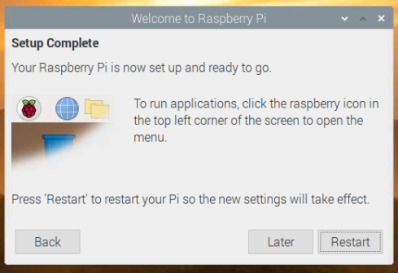 Welcome to Raspberry Pi
Setup Complete
Your Raspberry Pi is now set up and ready to go.
To run applications, click the raspberry icon in
the top left corner of the screen to open the
menu.
Press 'Restart' to restart your Pi so the new settings will take effect.
Back
Later
Restart